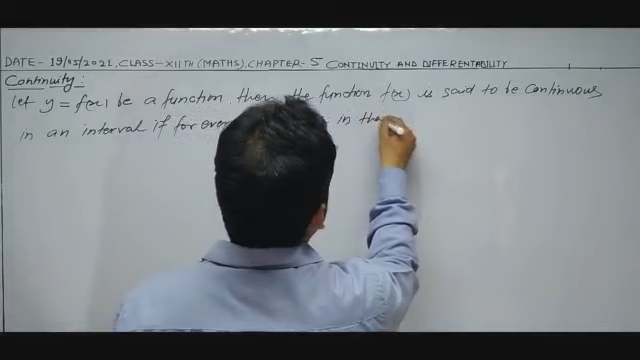 DATE- 19/05/2021, CLASS-XIITH (MATHS), CHAPTER- 5 CONTINUITY AND DIFFERENTABILITY
Continuity:
Let y = f(x) be a function, then the function f(x) is said to be continuous
in an interval if for in the